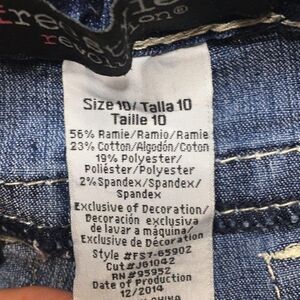 Size 10/Talla 10
Taille 10
56% Ramie/Ramio/Ramie
23% Cotton/Algodón/Coton
19% Polyester/
Poliéster/Polyester
2% Spandex/Spandex/
Spandex
Exclusive of Decoration/
Decoración exclusiva
de lavar a máquina/
Exclusive de Décoration
Style #FS7-65902
Cut#J61042
RN #95952
Date of Production
12/2014